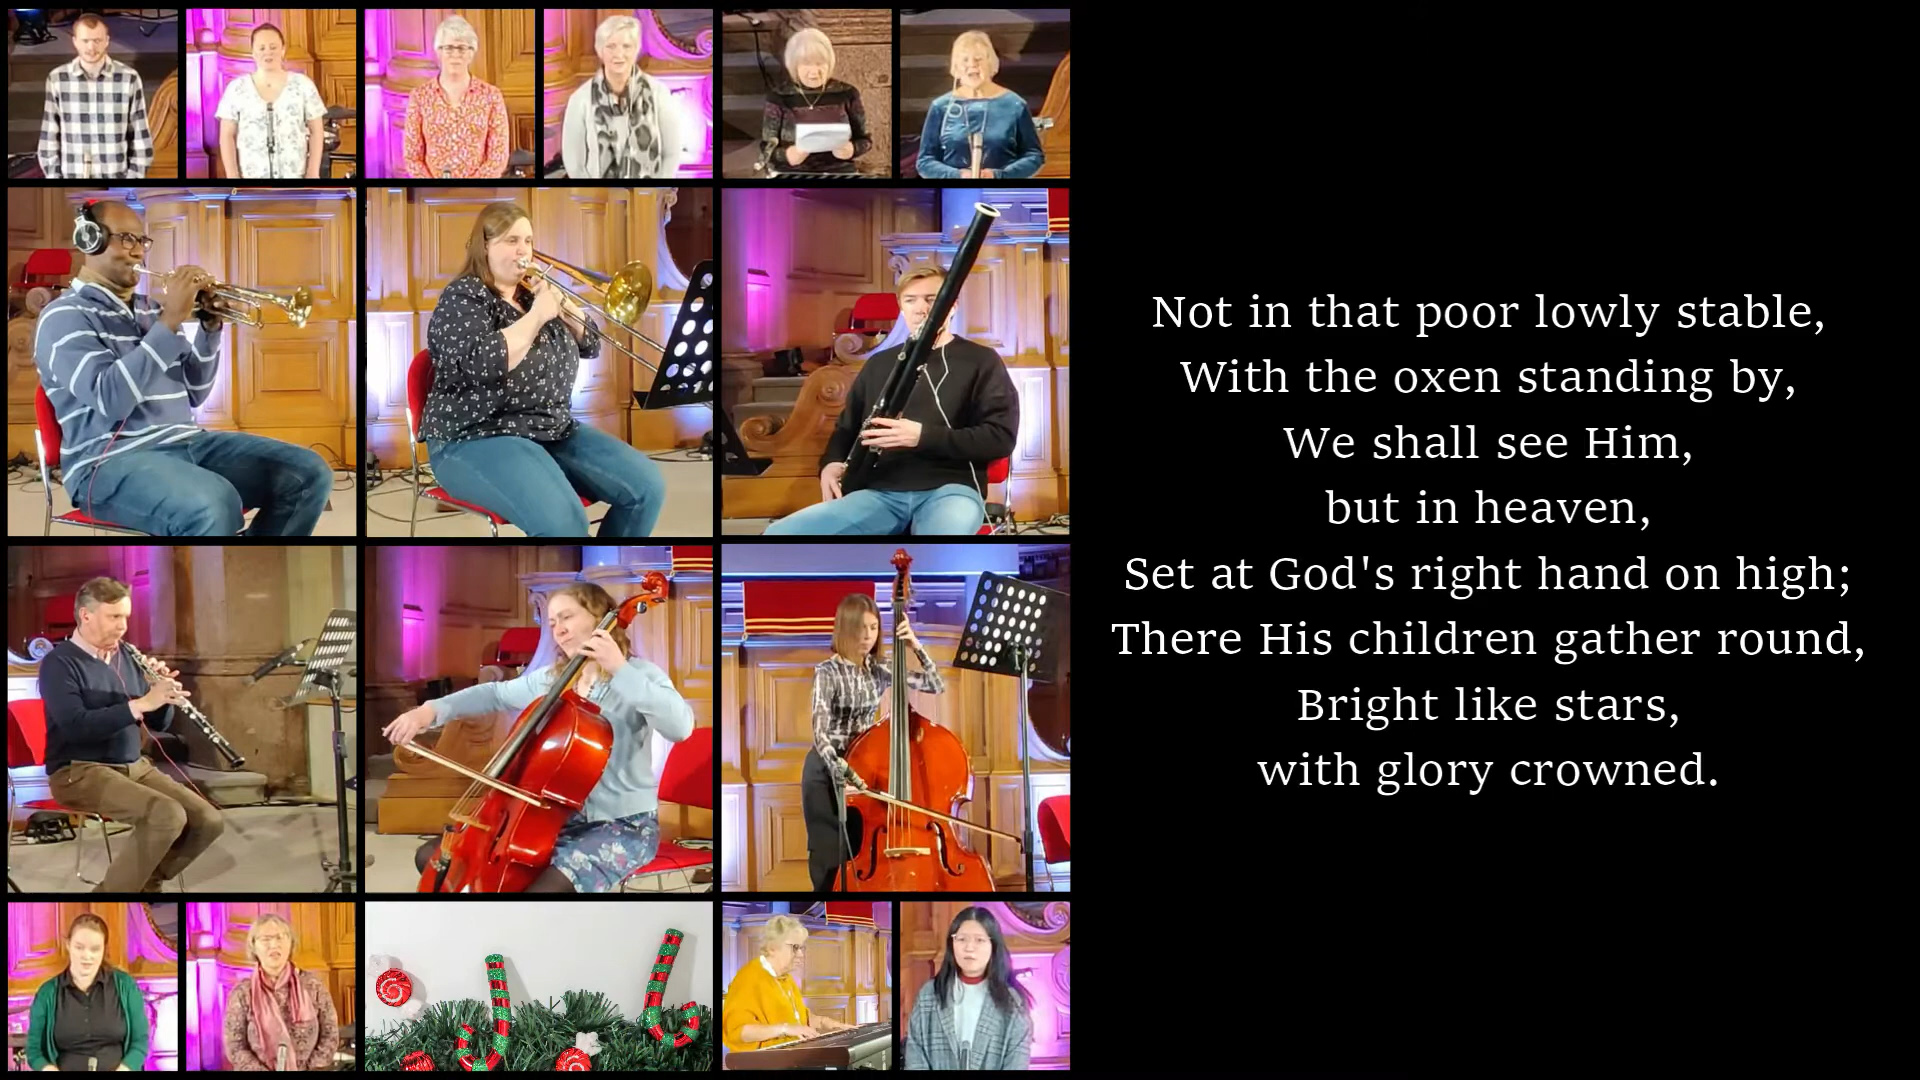 Not in that poor lowly stable,
With the oxen standing by,
We shall see Him,
but in heaven,
Set at God's right hand on high;
There His children gather round,
Bright like stars,
with glory crowned.